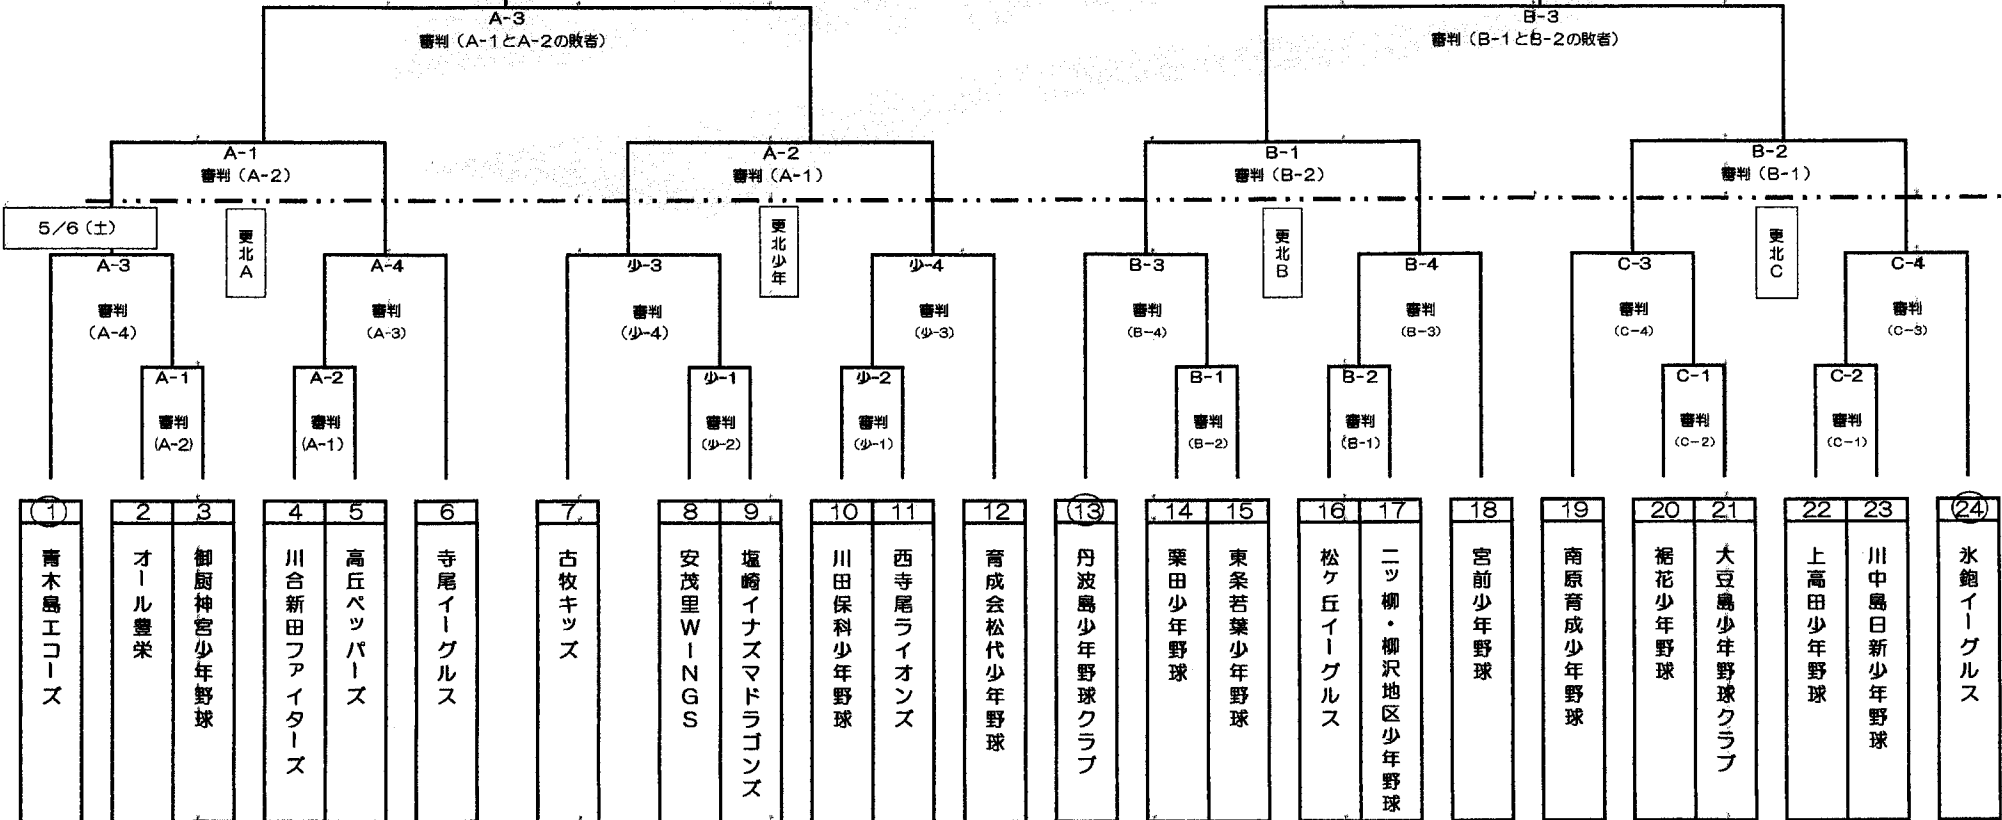 A-3
審判（A-1とA-2の敗者）
B-3
審判（B-1とB-2の敗者）
A-1
審判（A-2）
A-2
審判（A-1）
B-1
審判（B-2）
B-2
審判（B-1）
5/6（土）
更北A
更北少年
更北B
更北C
A-3
審判
（A-4）
A-4
審判
（A-3）
少-3
審判
（少-4）
少-4
審判
（少-3）
B-3
審判
（B-4）
B-4
審判
（B-3）
C-3
審判
（C-4）
C-4
審判
（C-3）
A-1
審判
（A-2）
A-2
審判
（A-1）
少-1
審判
（少-2）
少-2
審判
（少-1）
B-1
審判
（B-2）
B-2
審判
（B-1）
C-1
審判
（C-2）
C-2
審判
（C-1）
1
青木島エコーズ
2
オール豊栄
3
御厨神宮少年野球
4
川合新田ファイターズ
5
高丘ペッパーズ
6
寺尾イーグルス
7
古牧キッズ
8
安茂里WINGS
9
塩崎イナズマドラゴンズ
10
川田保科少年野球
11
西寺尾ライオンズ
12
育成会松代少年野球
13
丹波島少年野球クラブ
14
栗田少年野球
15
東条若葉少年野球
16
松ケ丘イーグルス
17
二ッ柳・柳沢地区少年野球
18
宮前少年野球
19
南原育成少年野球
20
裾花少年野球
21
大豆島少年野球クラブ
22
上高田少年野球
23
川中島日新少年野球
24
氷鉋イーグルス